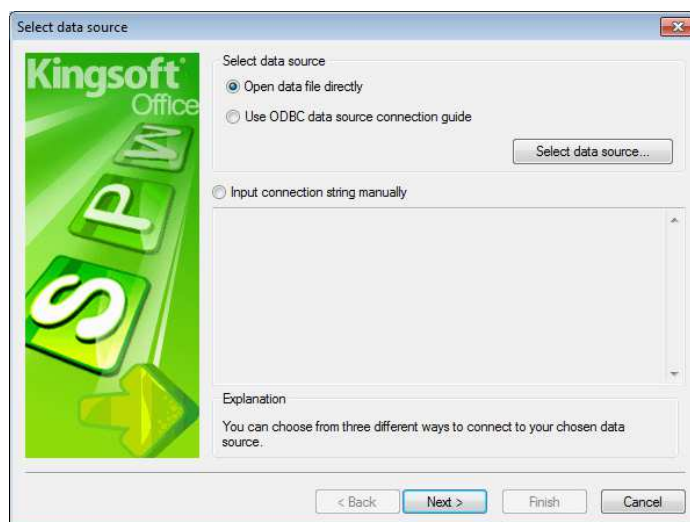 Select data source
Kingsoft
Office
W
P
S
Select data source
Open data file directly
Use ODBC data source connection guide
Select data source...
Input connection string manually
Explanation
You can choose from three different ways to connect to your chosen data
source.
< Back
Next >
Finish
Cancel